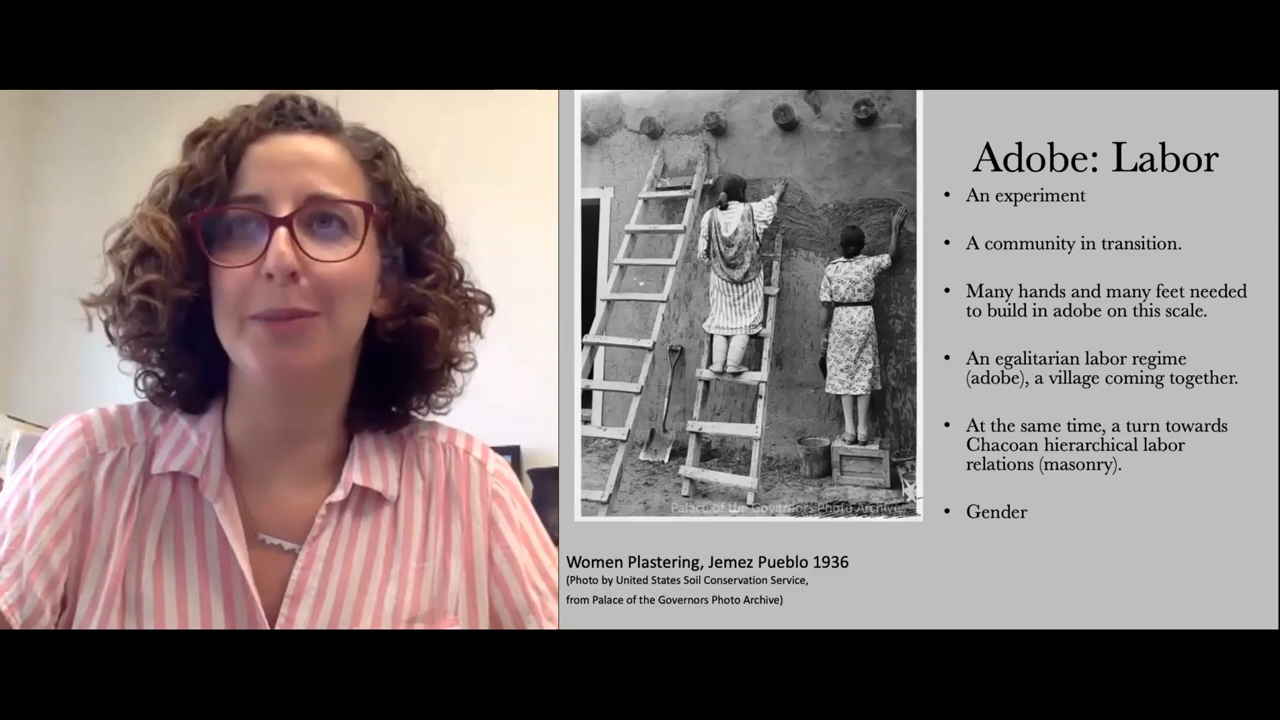 Adobe: Labor
• An experiment
• A community in transition.
• Many hands and many feet needed
to build in adobe on this scale.
• An egalitarian labor regime
(adobe), a village coming together.
• At the same time, a turn towards
Chacoan hierarchical labor
relations (masonry).
• Gender
Palace of the Governors Photo Archives
Women Plastering, Jemez Pueblo 1936
(Photo by United States Soil Conservation Service,
from Palace of the Governors Photo Archive)